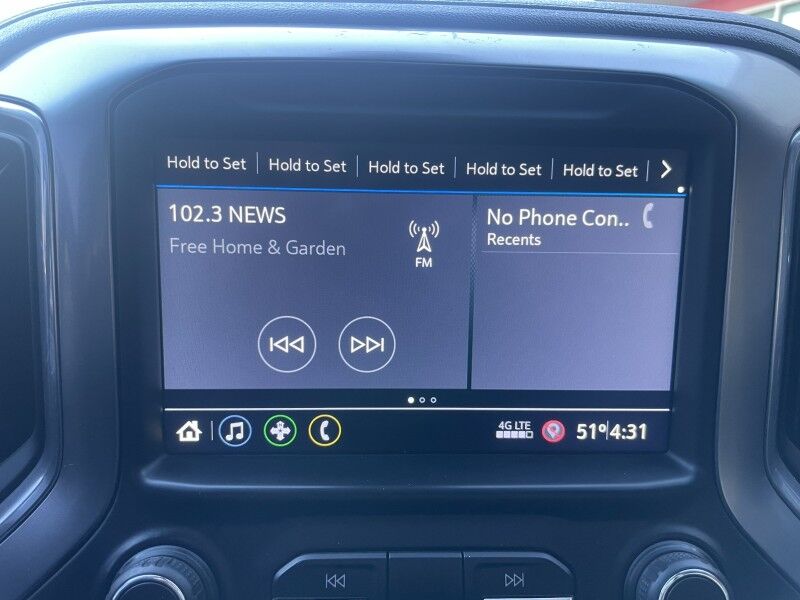 Hold to Set Hold to Set Hold to Set Hold to Set Hold to Set
102.3 NEWS
Free Home & Garden
FM
No Phone Con..
Recents
4G LTE
51° 4:31